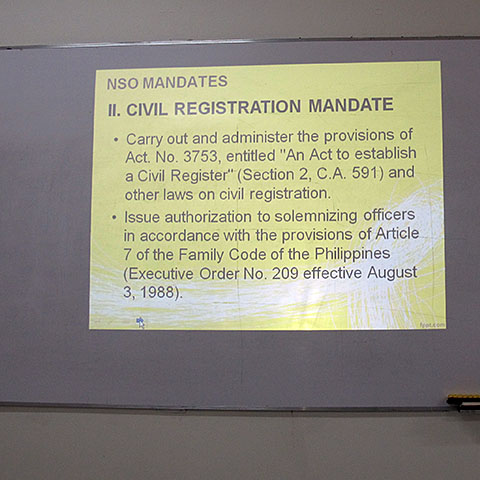 NSO MANDATES
II. CIVIL REGISTRATION MANDATE
• Carry out and administer the provisions of
Act. No. 3753, entitled "An Act to establish
a Civil Register" (Section 2, C.A. 591) and
other laws on civil registration.
• Issue authorization to solemnizing officers
in accordance with the provisions of Article
7 of the Family Code of the Philippines
(Executive Order No. 209 effective August
3, 1988).